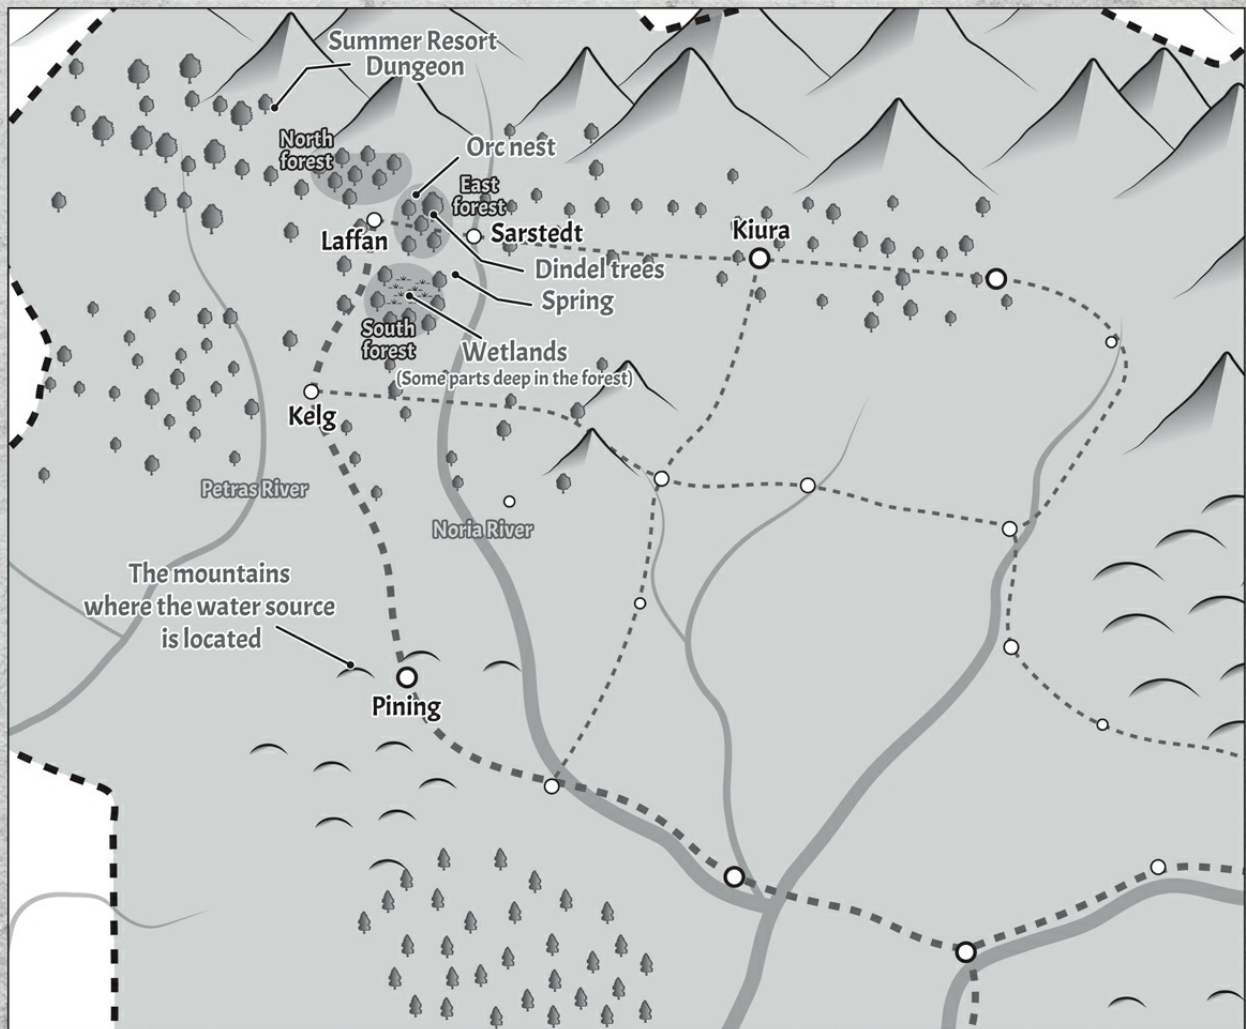 Summer Resort
Dungeon
North
forest
Orc nest
East
forest
Laffan
Sarstedt
Kiura
Dindel trees
Spring
South
forest
Wetlands
(Some parts deep in the forest)
Kelg
Petras River
Noria River
The mountains
where the water source
is located
Pining